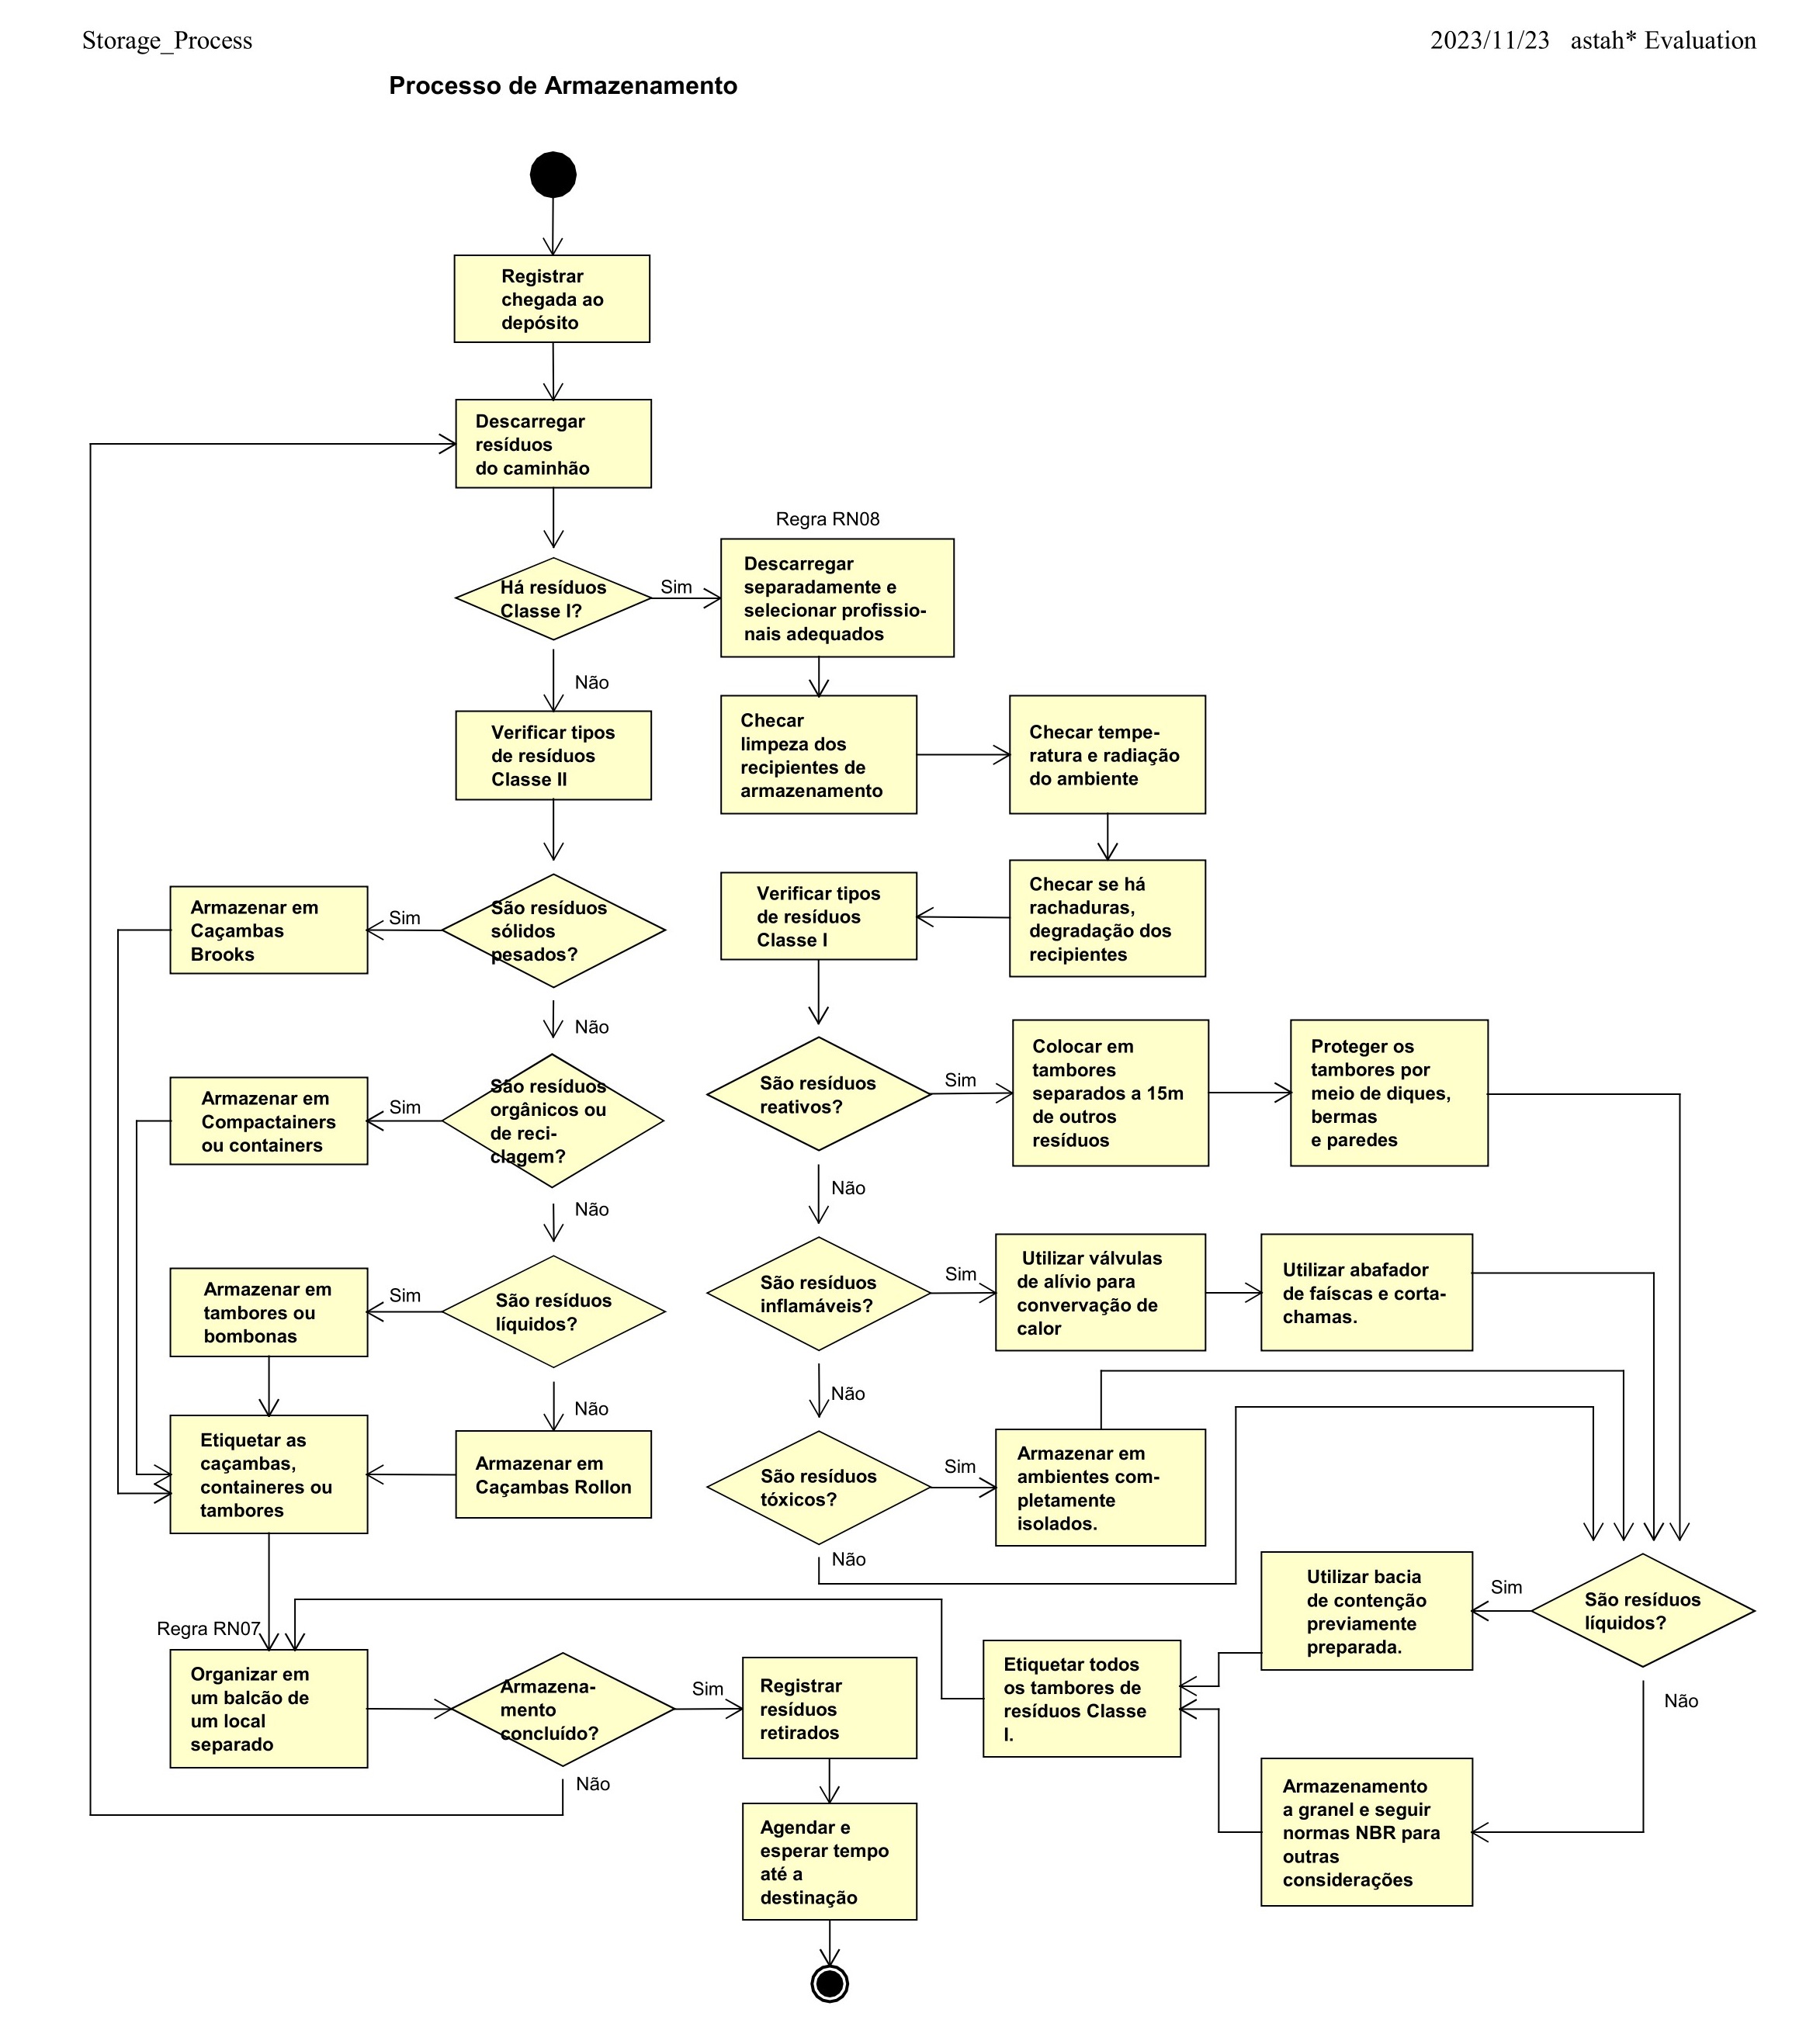 Storage_Process
2023/11/23 astah* Evaluation
Processo de Armazenamento
Registrar
chegada ao
depósito
Descarregar
resíduos
do caminhão
Há resíduos
Classe I?
Sim
Regra RN08
Descarregar
separadamente e
selecionar profissio-
nais adequados
Não
Verificar tipos
de resíduos
Classe II
Checar
limpeza dos
recipientes de
armazenamento
Checar tempe-
ratura e radiação
do ambiente
Armazenar em
Caçambas
Brooks
Sim
São resíduos
sólidos
pesados?
Verificar tipos
de resíduos
Classe I
Checar se há
rachaduras,
degradação dos
recipientes
Não
Armazenar em
Compactainers
ou containers
Sim
São resíduos
orgânicos ou
de reci-
clagem?
São resíduos
reativos?
Sim
Colocar em
tambores
separados a 15m
de outros
resíduos
Proteger os
tambores por
meio de diques,
bermas
e paredes
Não
Não
Armazenar em
tambores ou
bombonas
Sim
São resíduos
líquidos?
São resíduos
inflamáveis?
Sim
Utilizar válvulas
de alívio para
convervação de
calor
Utilizar abafador
de faíscas e corta-
chamas.
Não
Não
Etiquetar as
caçambas,
containeres ou
tambores
Armazenar em
Caçambas Rollon
São resíduos
tóxicos?
Sim
Armazenar em
ambientes com-
pletamente
isolados.
Não
Utilizar bacia
de contenção
previamente
preparada.
Sim
São resíduos
líquidos?
Não
Regra RN07
Organizar em
um balcão de
um local
separado
Armazena-
mento
concluído?
Sim
Registrar
resíduos
retirados
Etiquetar todos
os tambores de
resíduos Classe
I.
Não
Agendar e
esperar tempo
até a
destinação
Armazenamento
a granel e seguir
normas NBR para
outras
considerações